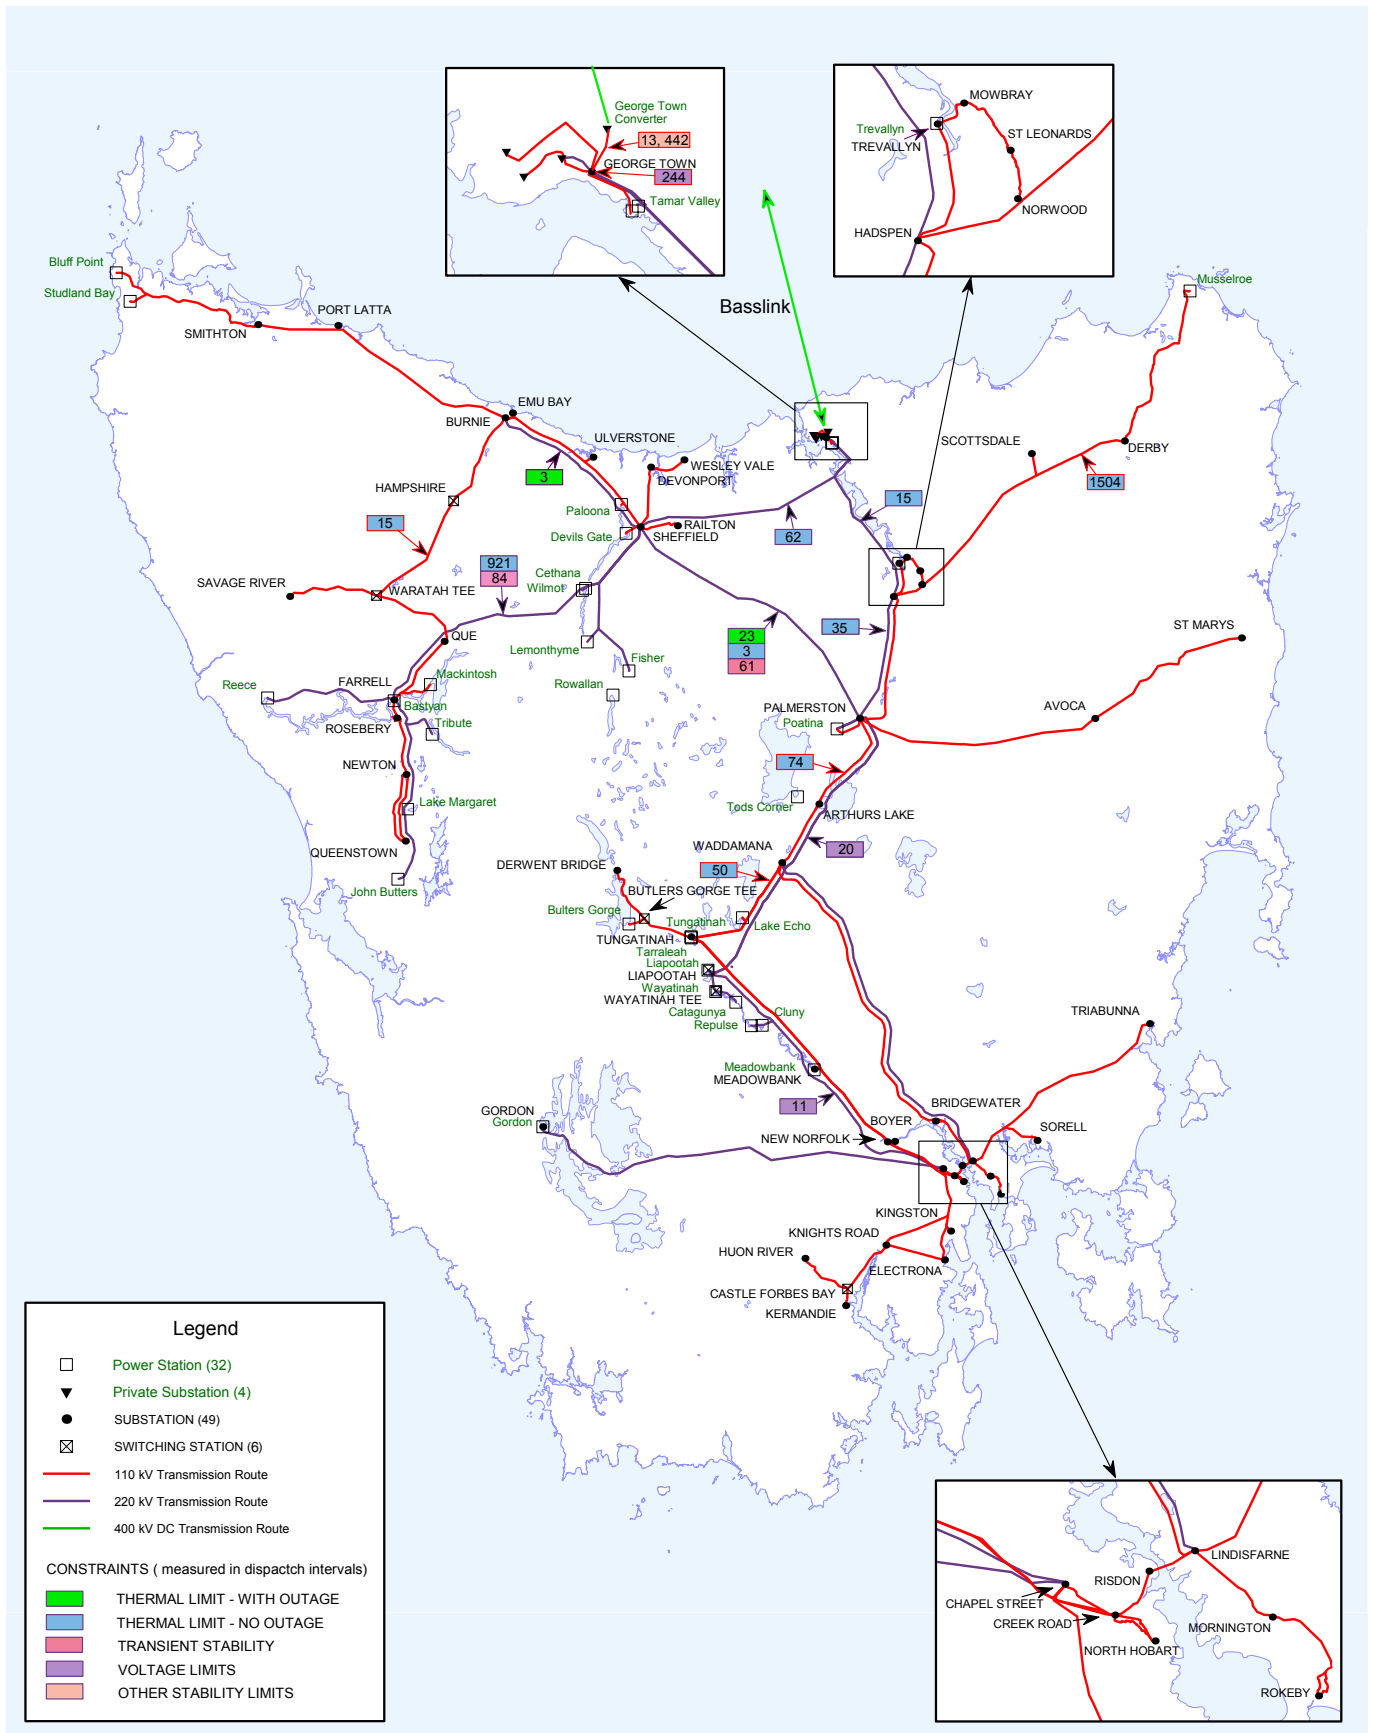 George Town
Converter
13, 442
GEORGE TOWN
244
Tamar Valley
MOWBRAY
Trevallyn
TREVALLYN
ST LEONARDS
NORWOOD
HADSPEN
Basslink
Bluff Point
Studland Bay
SMITHTON
PORT LATTA
Musselroe
EMU BAY
BURNIE
ULVERSTONE
WESLEY VALE
DEVONPORT
3
SCOTTSDALE
DERBY
1504
HAMPSHIRE
15
Paloona
RAILTON
SHEFFIELD
Devils Gate
62
15
921
84
Cethana
Wilmot
SAVAGE RIVER
WARATAH TEE
QUE
Lemonthyme
Fisher
Rowallan
23
3
61
35
ST MARYS
Reece
FARRELL
Mackintosh
Bastyan
ROSEBERY
Tribute
PALMERSTON
Poatina
AVOCA
NEWTON
74
Lake Margaret
Tods Corner
ARTHURS LAKE
QUEENSTOWN
John Butters
WADDAMANA
20
DERWENT BRIDGE
50
BUTLERS GORGE TEE
Bulters Gorge
Tungatinah
Lake Echo
TUNGATINAH
Tarraleah
Liapootah
LIAPOOTAH
Wayatinah
WAYATINAH TEE
Catagunya
Cluny
Repulse
TRIABUNNA
Meadowbank
MEADOWBANK
11
GORDON
Gordon
BRIDGEWATER
BOYER
NEW NORFOLK
SORELL
KINGSTON
KNIGHTS ROAD
HUON RIVER
ELECTRONA
CASTLE FORBES BAY
KERMANDIE
Legend
Power Station (32)
Private Substation (4)
SUBSTATION (49)
SWITCHING STATION (6)
110 kV Transmission Route
220 kV Transmission Route
400 kV DC Transmission Route
CONSTRAINTS ( measured in dispactch intervals)
THERMAL LIMIT - WITH OUTAGE
THERMAL LIMIT - NO OUTAGE
TRANSIENT STABILITY
VOLTAGE LIMITS
OTHER STABILITY LIMITS
LINDISFARNE
RISDON
CHAPEL STREET
CREEK ROAD
MORNINGTON
NORTH HOBART
ROKEBY